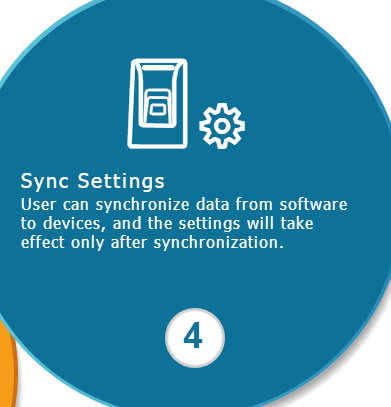 Sync Settings
User can synchronize data from software
to devices, and the settings will take
effect only after synchronization.
4